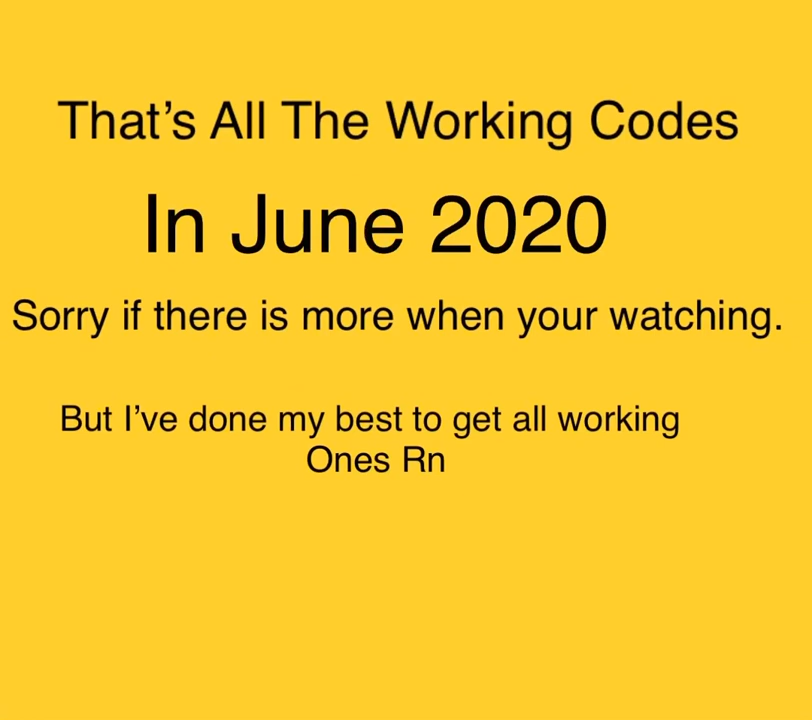 That’s All The Working Codes
In June 2020
Sorry if there is more when your watching.
But I’ve done my best to get all working
Ones Rn